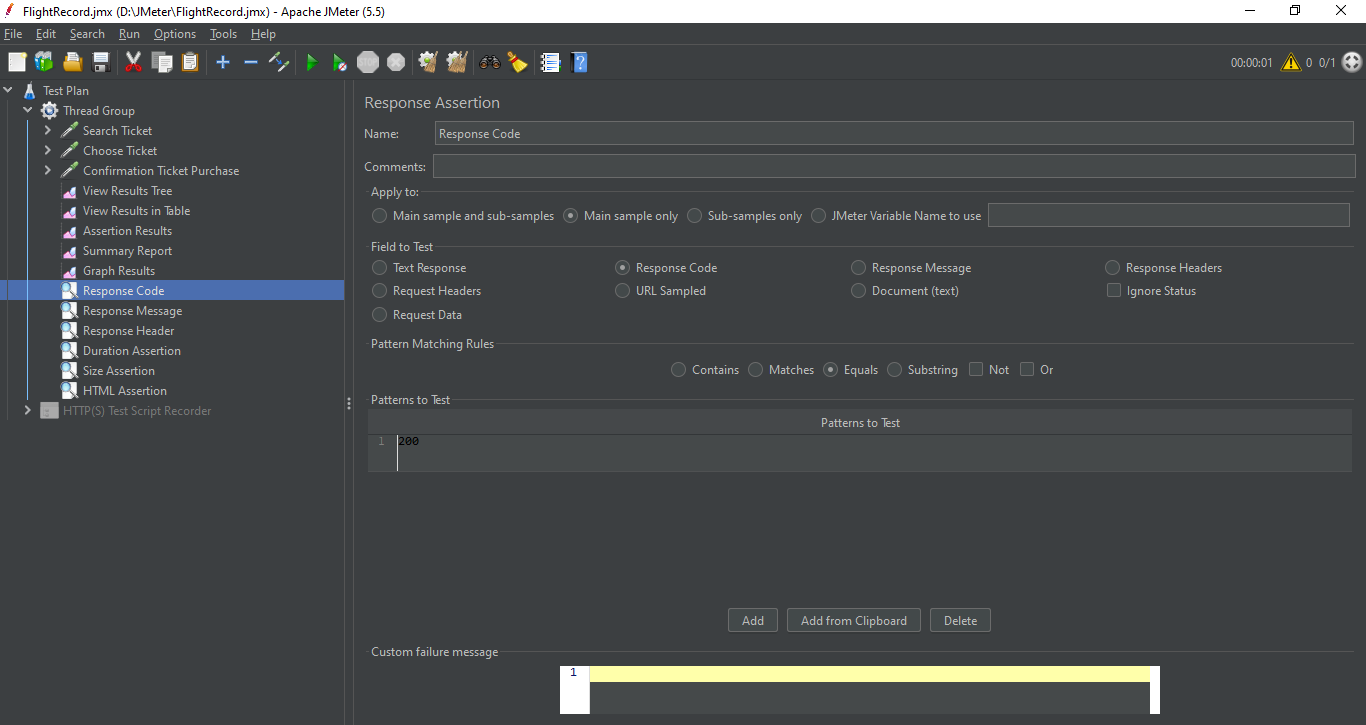 FlightRecord.jmx (D:\JMeter\FlightRecord.jmx) - Apache JMeter (5.5)
File Edit Search Run Options Tools Help
STOP
00:00:01 0 0/1
Test Plan
Thread Group
Search Ticket
Choose Ticket
Confirmation Ticket Purchase
View Results Tree
View Results in Table
Assertion Results
Summary Report
Graph Results
Response Code
Response Message
Response Header
Duration Assertion
Size Assertion
HTML Assertion
HTTP(S) Test Script Recorder
Response Assertion
Name: Response Code
Comments:
Apply to:
Main sample and sub-samples Main sample only Sub-samples only JMeter Variable Name to use
Field to Test
Text Response Response Code Response Message Response Headers
Request Headers URL Sampled Document (text) Ignore Status
Request Data
Pattern Matching Rules
Contains Matches Equals Substring Not Or
Patterns to Test
Patterns to Test
1 200
Add Add from Clipboard Delete
Custom failure message
1